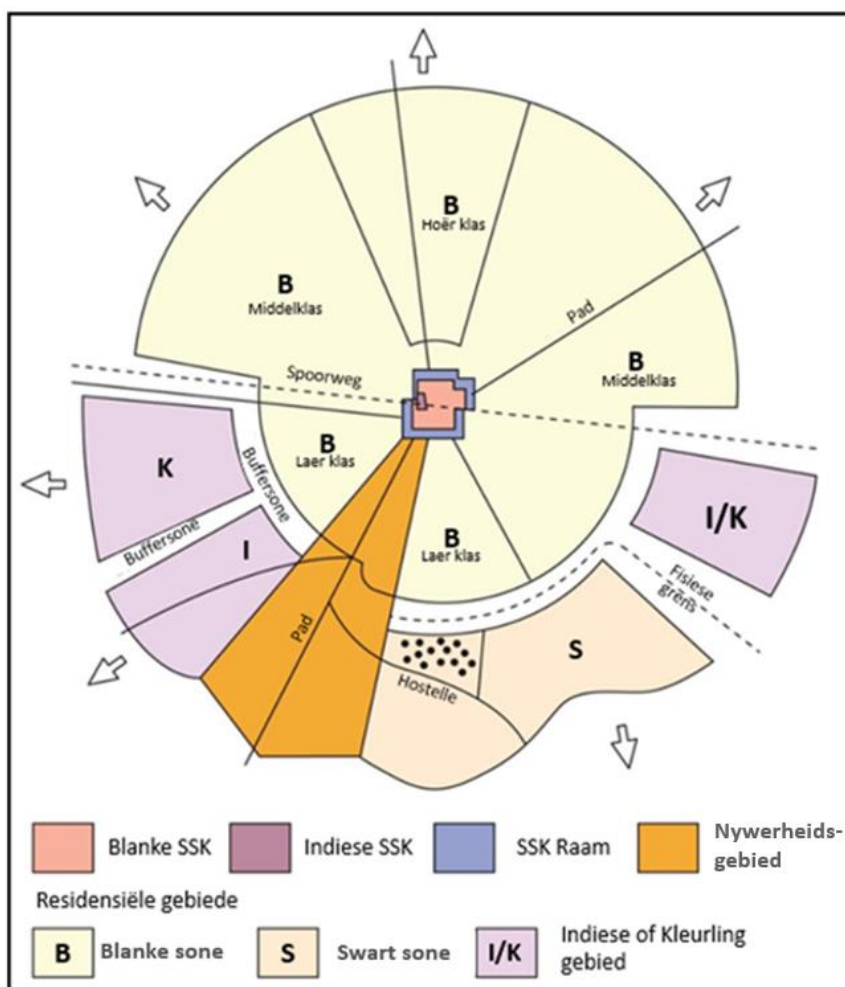 B
Hoër klas
B
Middelklas
Pad
B
Middelklas
Spoorweg
B
Laer klas
K
Buffersone
Buffersone
I
I/K
B
Laer klas
Fisiese
grens
Pad
S
Hostelle
Blanke SSK
Indiese SSK
SSK Raam
Nywerheids-
gebied
Residensiële gebiede
B Blanke sone
S Swart sone
I/K Indiese of Kleurling
gebied